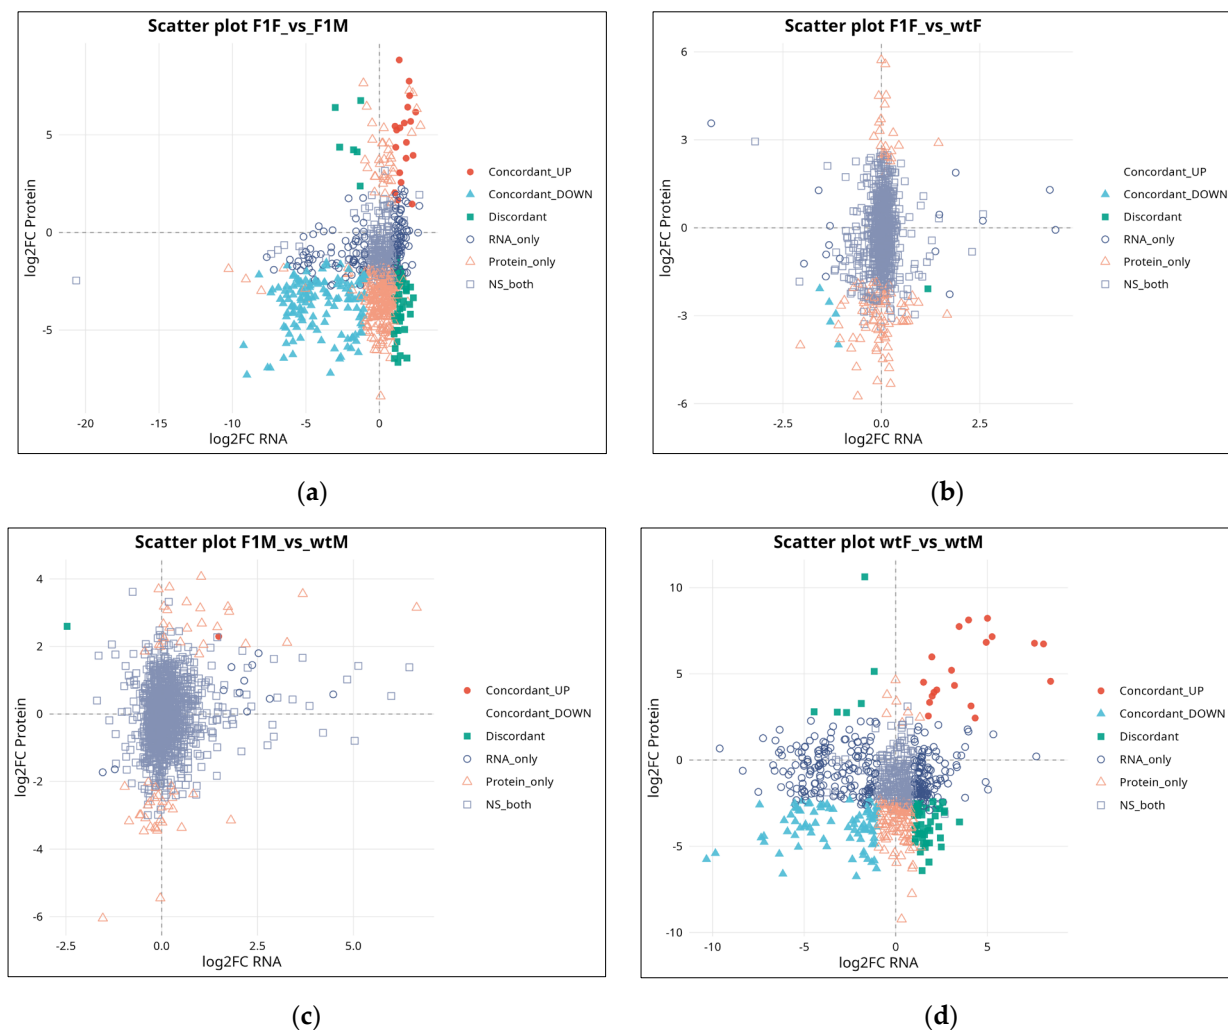 Scatter plot F1F_vs_F1M
log2FC Protein
5
0
-5
-20
-15
-10
-5
0
log2FC RNA
Concordant_UP
Concordant_DOWN
Discordant
RNA_only
Protein_only
NS_both
(a)
Scatter plot F1F_vs_wtF
log2FC Protein
6
3
0
-3
-6
-2.5
0.0
2.5
log2FC RNA
Concordant_UP
Concordant_DOWN
Discordant
RNA_only
Protein_only
NS_both
(b)
Scatter plot F1M_vs_wtM
log2FC Protein
4
2
0
-2
-4
-6
-2.5
0.0
2.5
5.0
log2FC RNA
Concordant_UP
Concordant_DOWN
Discordant
RNA_only
Protein_only
NS_both
(c)
Scatter plot wtF_vs_wtM
log2FC Protein
10
5
0
-5
-10
-10
-5
0
5
log2FC RNA
Concordant_UP
Concordant_DOWN
Discordant
RNA_only
Protein_only
NS_both
(d)